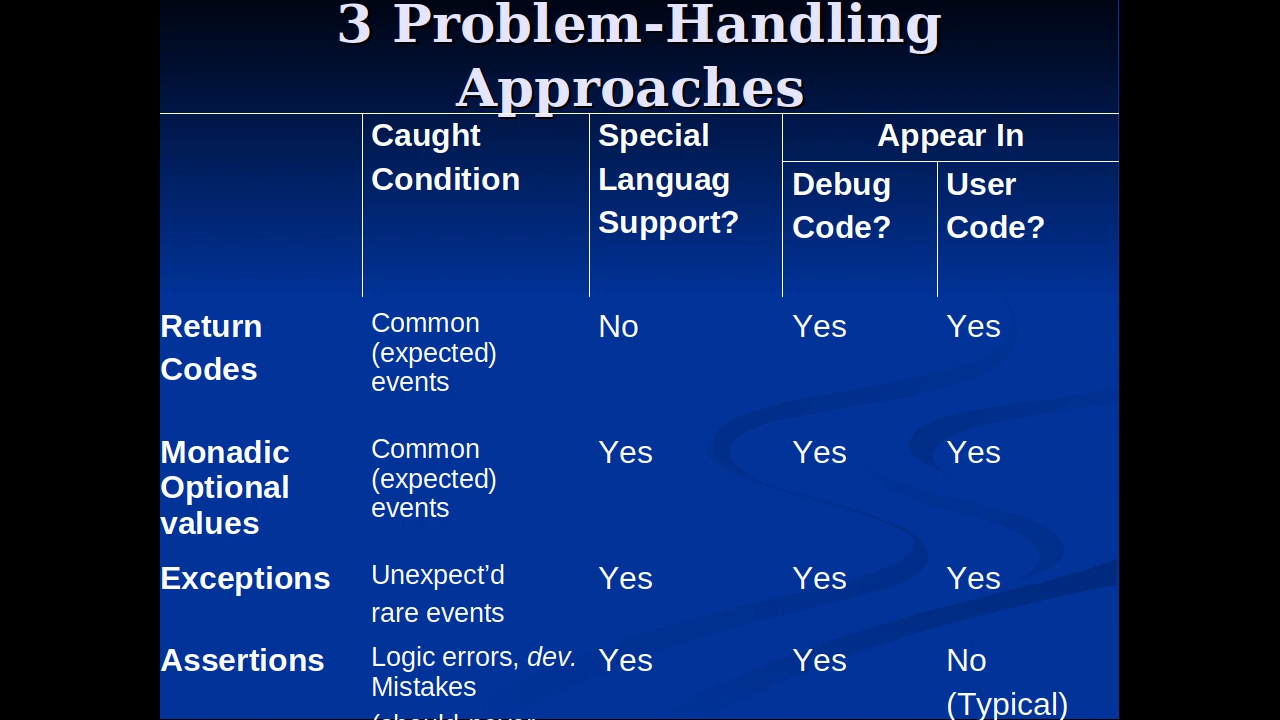 3 Problem-Handling
Approaches
Caught
Condition
Special
Languag
Support?
Appear In
Debug
Code?
User
Code?
Return
Codes
Common
(expected)
events
No
Yes
Yes
Monadic
Optional
values
Common
(expected)
events
Yes
Yes
Yes
Exceptions
Unexpect’d
rare events
Yes
Yes
Yes
Assertions
Logic errors, dev.
Mistakes
(should never
Yes
Yes
No
(Typical)